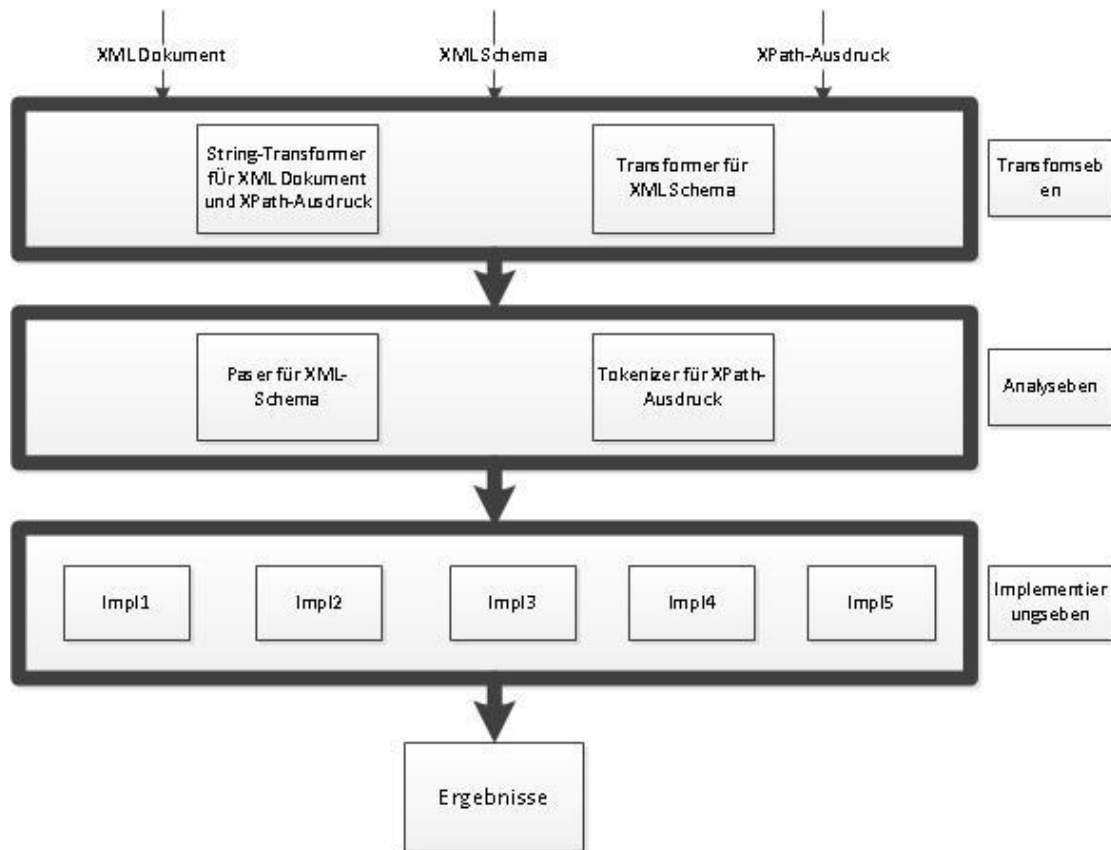 XML Dokument
XML Schema
XPath-Ausdruck
String-Transformer
fÜr XML Dokument
und XPath-Ausdruck
Transformer für
XML Schema
Transfomseb
en
Paser für XML-
Schema
Tokenizer für XPath-
Ausdruck
Analyseben
Impl1
Impl2
Impl3
Impl4
Impl5
Implementier
ungseben
Ergebnisse